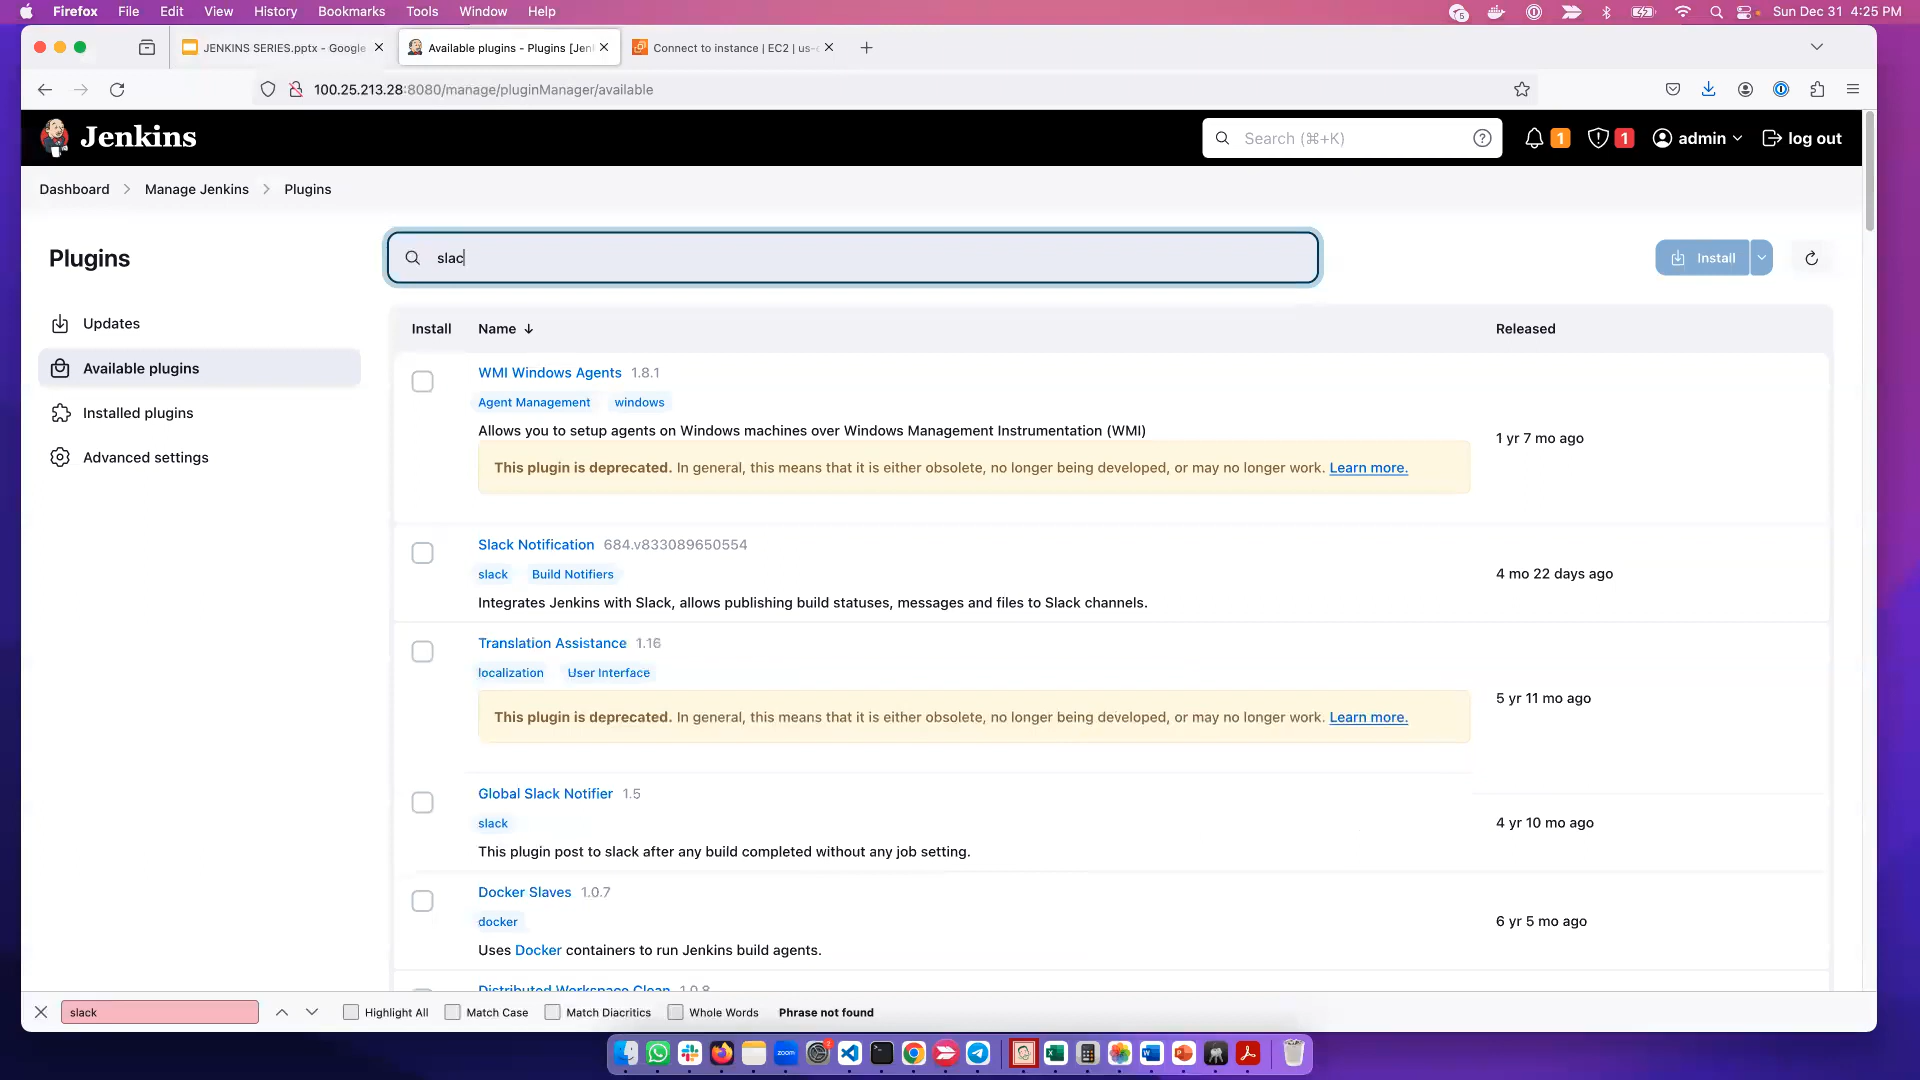 Firefox File Edit View History Bookmarks Tools Window Help
5
Sun Dec 31 4:25 PM
JENKINS SERIES.pptx - Google
Available plugins - Plugins [Jen
Connect to instance | EC2 | us-
100.25.213.28:8080/manage/pluginManager/available
Jenkins
Search (⌘+K)
1
1
admin
log out
Dashboard
Manage Jenkins
Plugins
Plugins
slac
Install
Updates
Available plugins
Installed plugins
Advanced settings
Install Name ↓ Released
WMI Windows Agents 1.8.1
Agent Management windows
Allows you to setup agents on Windows machines over Windows Management Instrumentation (WMI)
1 yr 7 mo ago
This plugin is deprecated. In general, this means that it is either obsolete, no longer being developed, or may no longer work. Learn more.
Slack Notification 684.v833089650554
slack Build Notifiers
4 mo 22 days ago
Integrates Jenkins with Slack, allows publishing build statuses, messages and files to Slack channels.
Translation Assistance 1.16
localization User Interface
5 yr 11 mo ago
This plugin is deprecated. In general, this means that it is either obsolete, no longer being developed, or may no longer work. Learn more.
Global Slack Notifier 1.5
slack
4 yr 10 mo ago
This plugin post to slack after any build completed without any job setting.
Docker Slaves 1.0.7
docker
6 yr 5 mo ago
Uses Docker containers to run Jenkins build agents.
Distributed Workspace Clean 1.0.8
slack
Highlight All
Match Case
Match Diacritics
Whole Words
Phrase not found
zoom
2